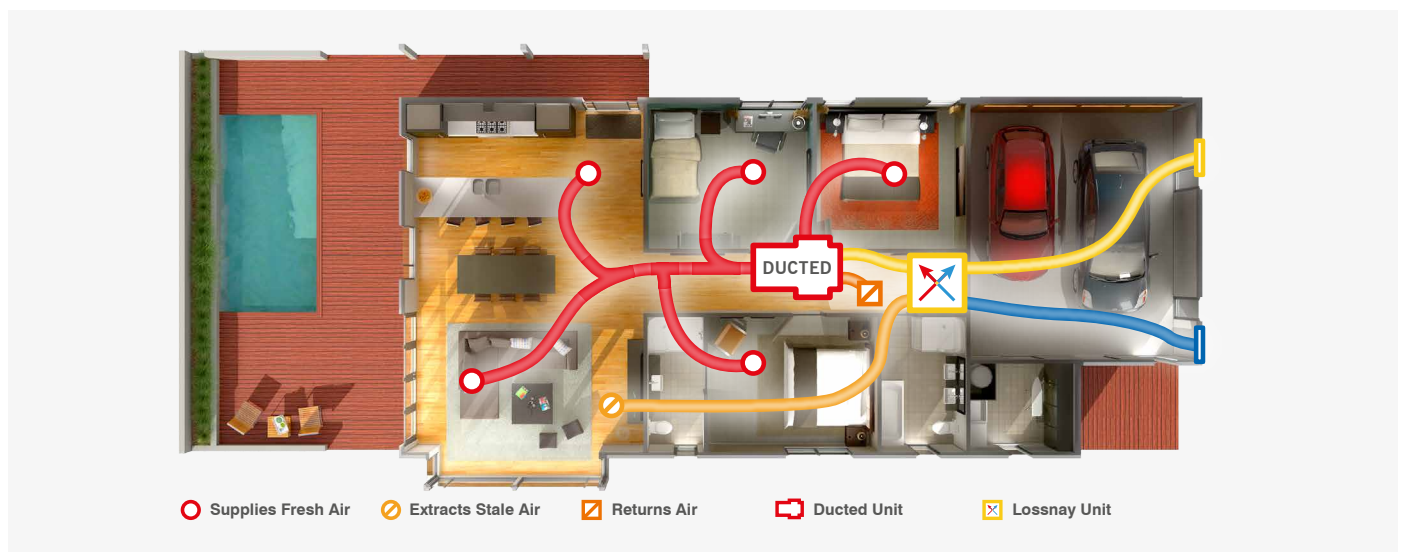 DUCTED
Supplies Fresh Air
Extracts Stale Air
Returns Air
Ducted Unit
Lossnay Unit